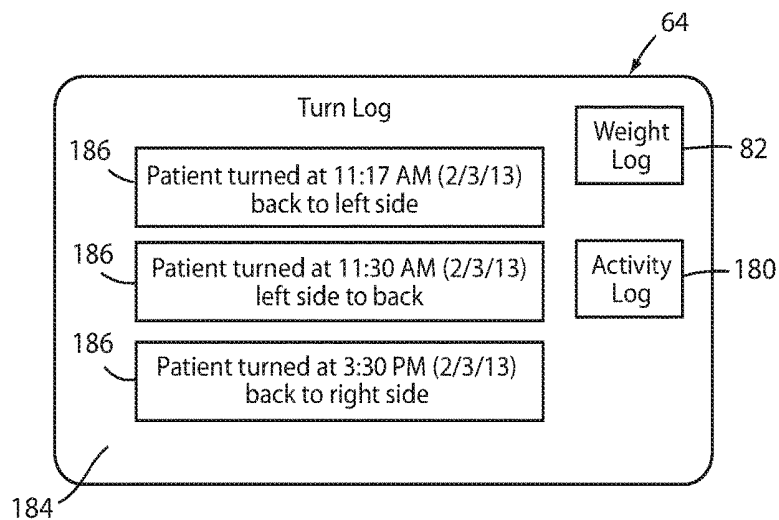 64
Turn Log
Weight
Log
82
186
Patient turned at 11:17 AM (2/3/13)
back to left side
186
Patient turned at 11:30 AM (2/3/13)
left side to back
Activity
Log
180
186
Patient turned at 3:30 PM (2/3/13)
back to right side
184